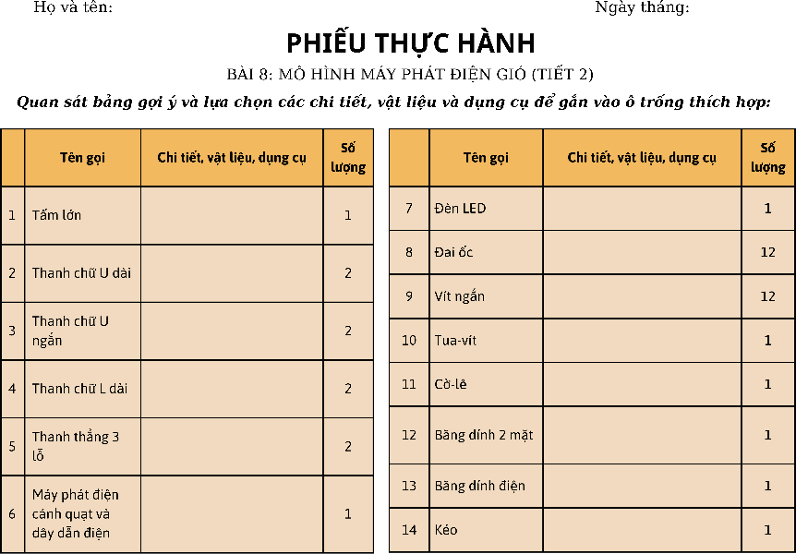 Họ và tên: Ngày tháng:
PHIẾU THỰC HÀNH
BÀI 8: MÔ HÌNH MÁY PHÁT ĐIỆN GIÓ (TIẾT 2)
Quan sát bảng gợi ý và lựa chọn các chi tiết, vật liệu và dụng cụ để gắn vào ô trống thích hợp:
Tên gọi Chi tiết, vật liệu, dụng cụ Số
lượng
1 Tấm lớn 1
2 Thanh chữ U dài 2
3 Thanh chữ U
ngắn 2
4 Thanh chữ L dài 2
5 Thanh thẳng 3
lỗ 2
6 Máy phát điện
cánh quạt và
dây dẫn điện 1
Tên gọi Chi tiết, vật liệu, dụng cụ Số
lượng
7 Đèn LED 1
8 Đai ốc 12
9 Vít ngắn 12
10 Tua-vít 1
11 Cờ-lê 1
12 Băng dính 2 mặt 1
13 Băng dính điện 1
14 Kéo 1